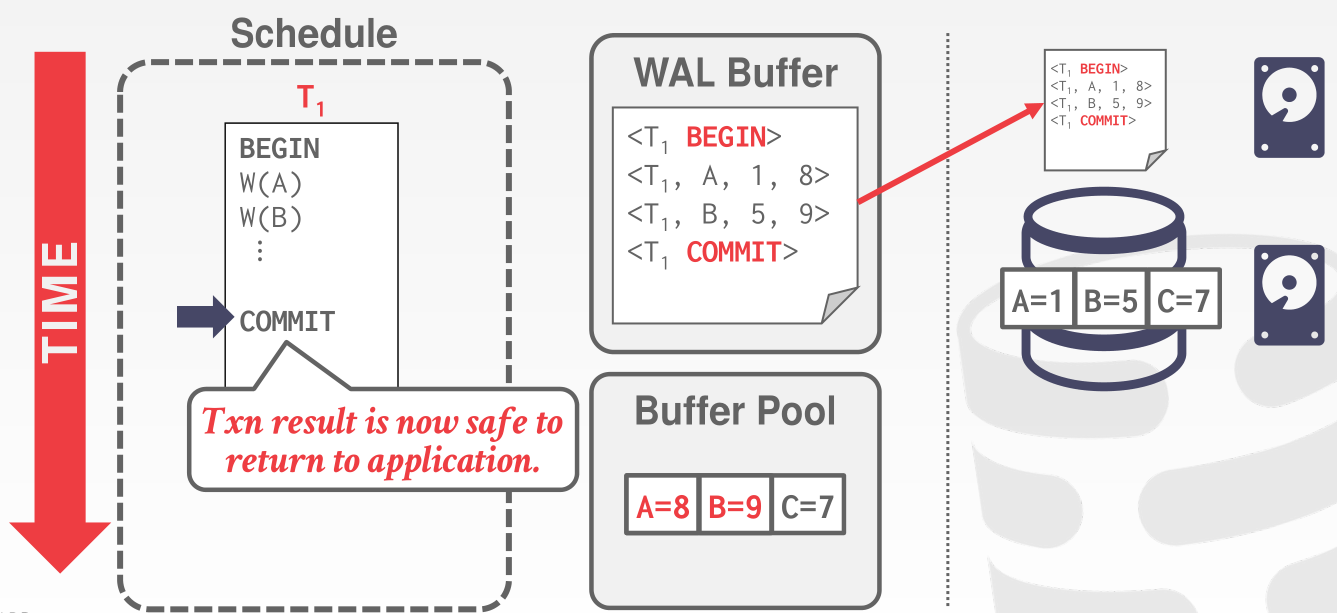 Schedule
TIME
T₁
BEGIN
W(A)
W(B)
⋮
COMMIT
Txn result is now safe to
return to application.
WAL Buffer
<T₁ BEGIN>
<T₁, A, 1, 8>
<T₁, B, 5, 9>
<T₁ COMMIT>
Buffer Pool
A=8 B=9 C=7
<T₁ BEGIN>
<T₁, A, 1, 8>
<T₁, B, 5, 9>
<T₁ COMMIT>
A=1 B=5 C=7